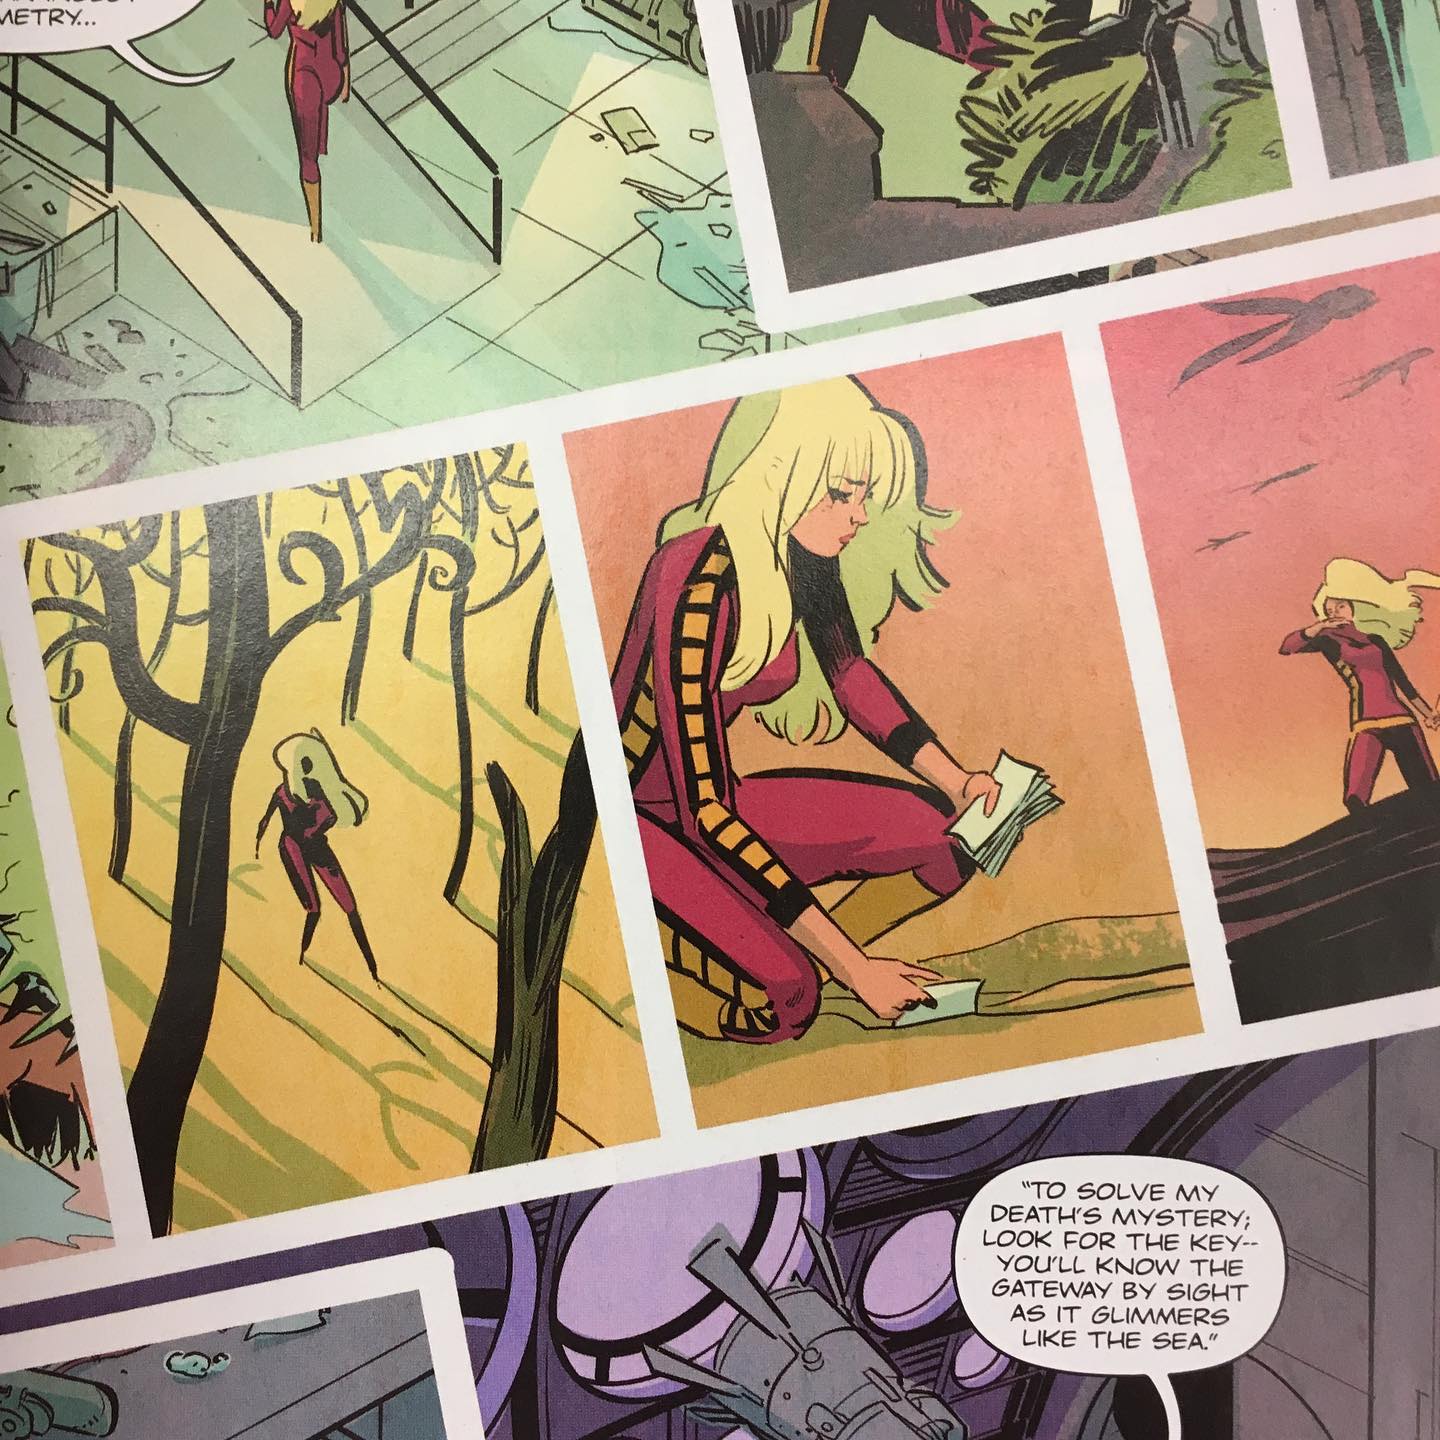 METRY...
"TO SOLVE MY
DEATH'S MYSTERY;
LOOK FOR THE KEY--
YOU'LL KNOW THE
GATEWAY BY SIGHT
AS IT GLIMMERS
LIKE THE SEA."